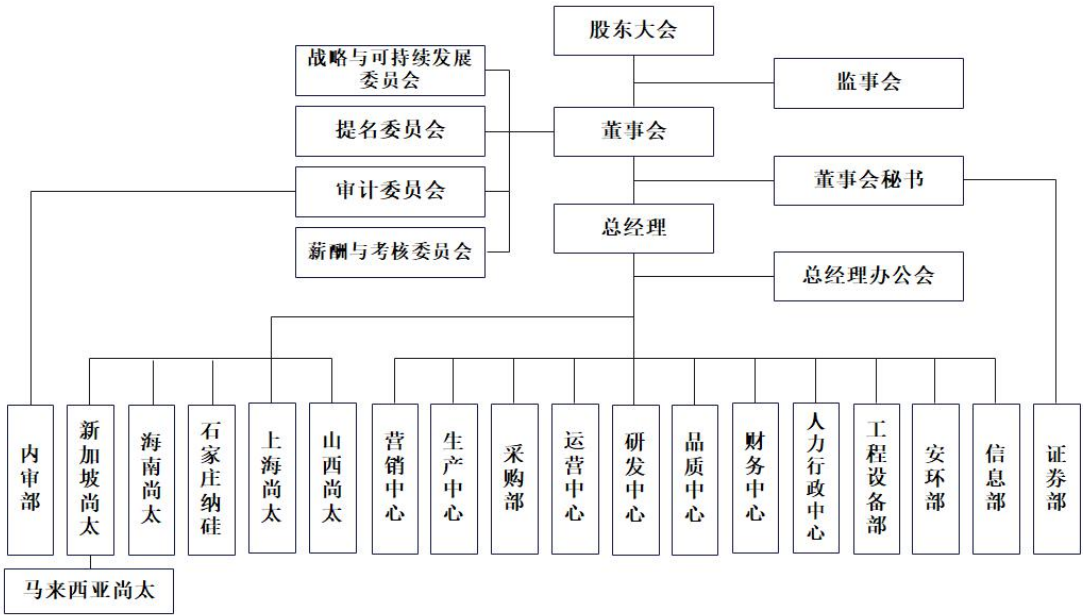 股东大会
战略与可持续发展
委员会
监事会
提名委员会
董事会
审计委员会
董事会秘书
总经理
薪酬与考核委员会
总经理办公会
内审部
新加坡尚太
海南尚太
石家庄纳硅
上海尚太
山西尚太
营销中心
生产中心
采购部
运营中心
研发中心
品质中心
财务中心
人力行政中心
工程设备部
安环部
信息部
证券部
马来西亚尚太